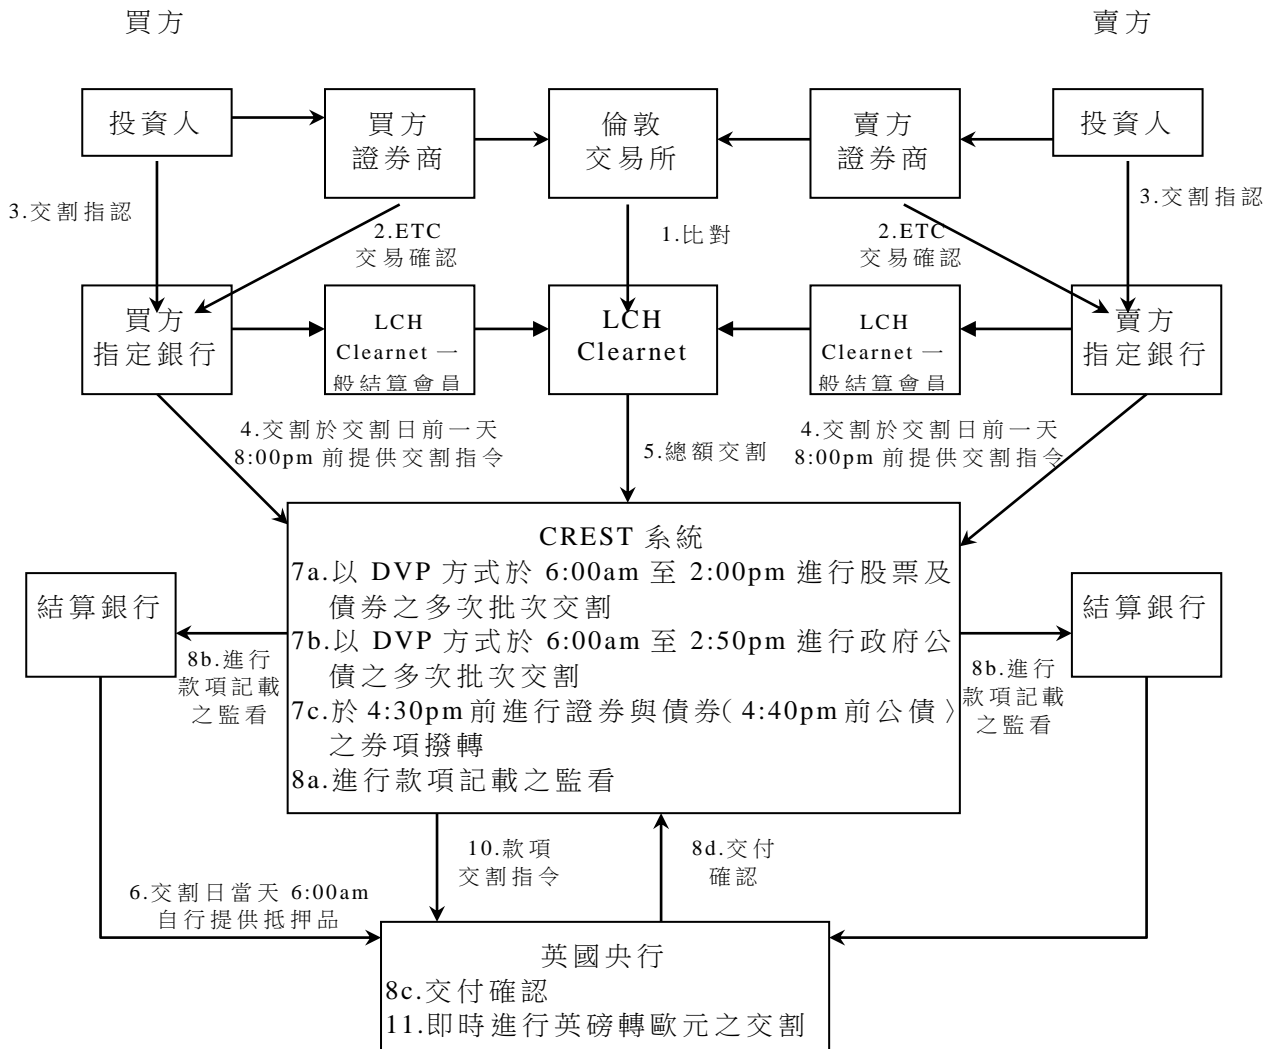 買方
賣方
投資人
買方
證券商
倫敦
交易所
賣方
證券商
投資人
3.交割指認
2.ETC
交易確認
1.比對
2.ETC
交易確認
3.交割指認
買方
指定銀行
LCH
Clearnet 一
般結算會員
LCH
Clearnet
LCH
Clearnet 一
般結算會員
賣方
指定銀行
4.交割於交割日前一天
8:00pm 前提供交割指令
5.總額交割
4.交割於交割日前一天
8:00pm 前提供交割指令
CREST 系統
7a.以 DVP 方式於 6:00am 至 2:00pm 進行股票及
債券之多次批次交割
7b.以 DVP 方式於 6:00am 至 2:50pm 進行政府公
債之多次批次交割
7c.於 4:30pm 前進行證券與債券( 4:40pm 前公債 )
之券項撥轉
8a.進行款項記載之監看
結算銀行
8b.進行
款項記載
之監看
結算銀行
8b.進行
款項記載
之監看
10.款項
交割指令
8d.交付
確認
6.交割日當天 6:00am
自行提供抵押品
英國央行
8c.交付確認
11.即時進行英磅轉歐元之交割